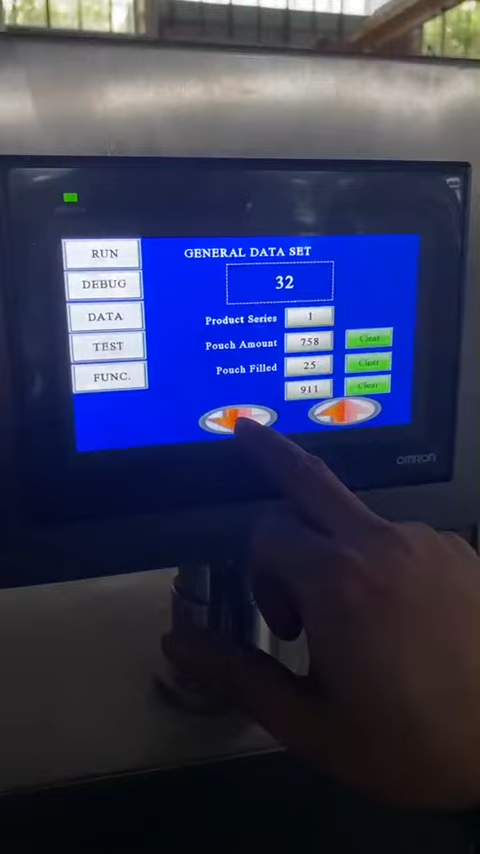 GENERAL DATA SET
32
RUN
DEBUG
DATA
TEST
FUNC.
Product Series 1
Pouch Amount 758 Clear
Pouch Filled 25 Clear
911 Clear
OMRON